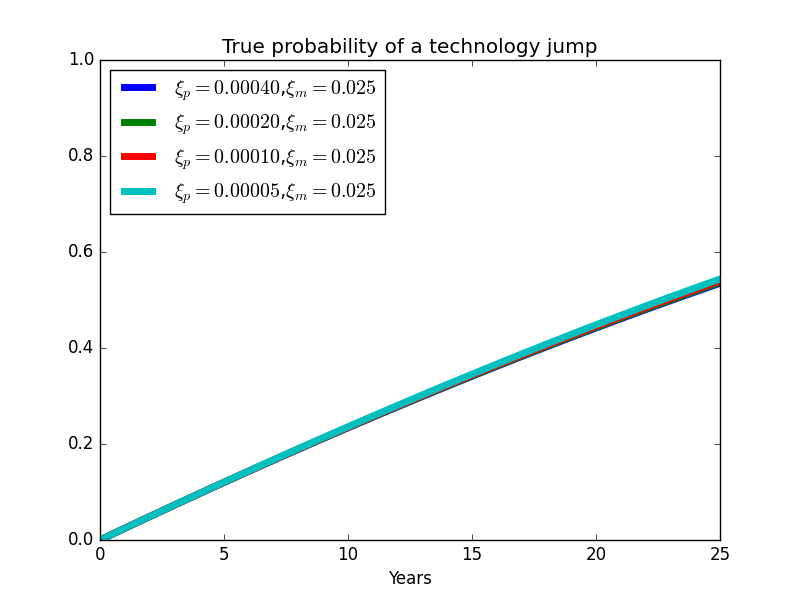 True probability of a technology jump
1.0
0.8
0.6
0.4
0.2
0.0
ξp = 0.00040,ξm = 0.025
ξp = 0.00020,ξm = 0.025
ξp = 0.00010,ξm = 0.025
ξp = 0.00005,ξm = 0.025
0 5 10 15 20 25
Years